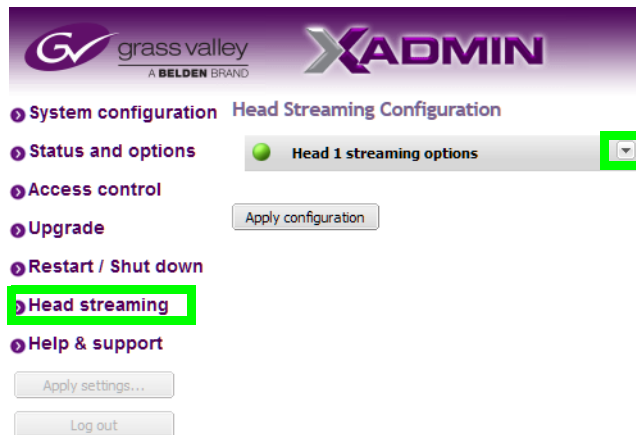 GV
grass valley
A BELDEN BRAND
XADMIN
System configuration
Status and options
Access control
Upgrade
Restart / Shut down
Head streaming
Help & support
Apply settings...
Log out
Head Streaming Configuration
Head 1 streaming options
Apply configuration